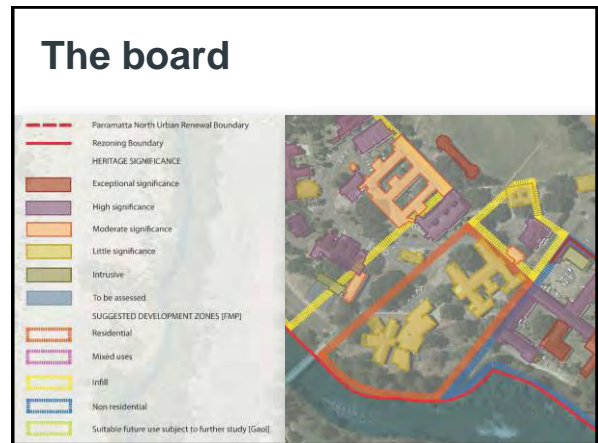 The board
Parramatta North Urban Renewal Boundary
Rezoning Boundary
HERITAGE SIGNIFICANCE
Exceptional significance
High significance
Moderate significance
Little significance
Intrusive
To be assessed
SUGGESTED DEVELOPMENT ZONES [FMP]
Residential
Mixed uses
Infill
Non residential
Suitable future use subject to further study [Gaol]